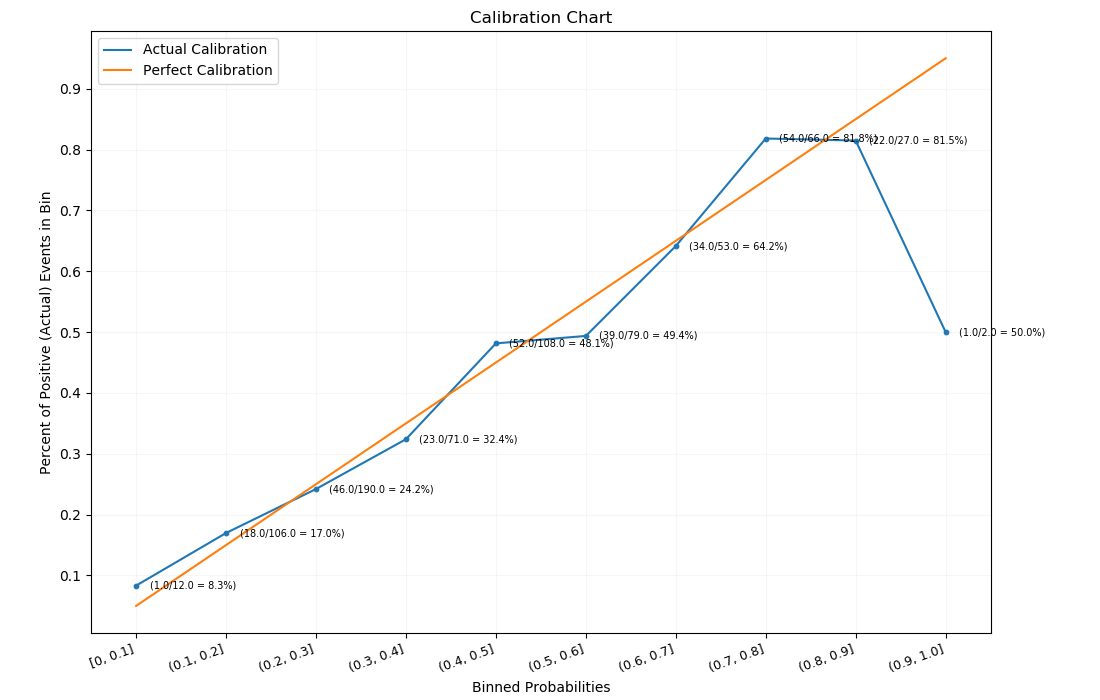 Calibration Chart
Actual Calibration
Perfect Calibration
Percent of Positive (Actual) Events in Bin
0.9
0.8
0.7
0.6
0.5
0.4
0.3
0.2
0.1
(1.0/12.0 = 8.3%)
(18.0/106.0 = 17.0%)
(46.0/190.0 = 24.2%)
(23.0/71.0 = 32.4%)
(52.0/108.0 = 48.1%)
(39.0/79.0 = 49.4%)
(34.0/53.0 = 64.2%)
(54.0/66.0 = 81.8%)
(22.0/27.0 = 81.5%)
(1.0/2.0 = 50.0%)
[0, 0.1]
(0.1, 0.2]
(0.2, 0.3]
(0.3, 0.4]
(0.4, 0.5]
(0.5, 0.6]
(0.6, 0.7]
(0.7, 0.8]
(0.8, 0.9]
(0.9, 1.0]
Binned Probabilities